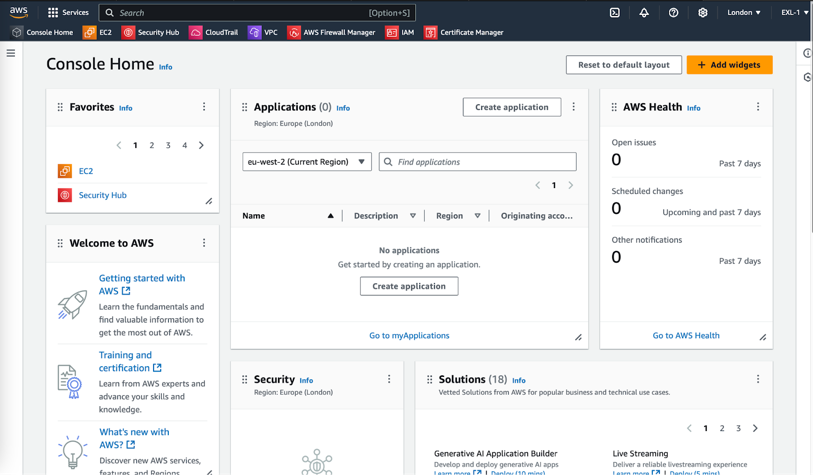 aws
Services
Search
[Option+S]
London
EXL-1
Console Home
EC2
Security Hub
CloudTrail
VPC
AWS Firewall Manager
IAM
Certificate Manager
Console Home Info
Reset to default layout
+ Add widgets
Favorites Info
1 2 3 4
EC2
Security Hub
Applications (0) Info
Region: Europe (London)
Create application
eu-west-2 (Current Region)
Find applications
1
Name
Description
Region
Originating acco...
No applications
Get started by creating an application.
Create application
Go to myApplications
AWS Health Info
Open issues
0
Past 7 days
Scheduled changes
0
Upcoming and past 7 days
Other notifications
0
Past 7 days
Go to AWS Health
Welcome to AWS
Getting started with
AWS
Learn the fundamentals and
find valuable information to
get the most out of AWS.
Training and
certification
Learn from AWS experts and
advance your skills and
knowledge.
What's new with
AWS?
Discover new AWS services,
features, and Regions.
Security Info
Region: Europe (London)
Solutions (18) Info
Vetted Solutions from AWS for popular business and technical use cases.
1 2 3
Generative AI Application Builder
Develop and deploy generative AI apps
Learn more | Deploy (10 mins)
Live Streaming
Deliver a reliable livestreaming experience
Learn more | Deploy (5 mins)